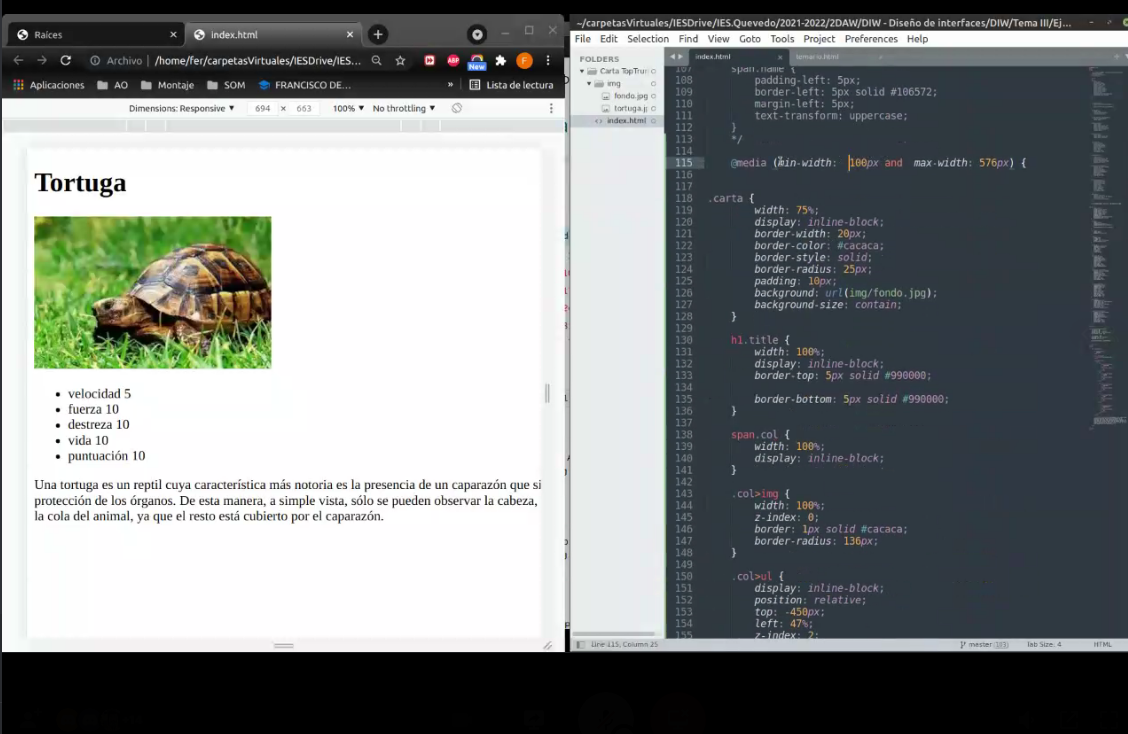 Raíces
index.html
Archivo | /home/fer/carpetasVirtuales/IESDrive/IES...
New
ABP
F
Aplicaciones AO Montaje SOM FRANCISCO DE... » Lista de lectura
Dimensions: Responsive ▼ 694 × 663 100% ▼ No throttling ▼
Tortuga
• velocidad 5
• fuerza 10
• destreza 10
• vida 10
• puntuación 10
Una tortuga es un reptil cuya característica más notoria es la presencia de un caparazón que si
protección de los órganos. De esta manera, a simple vista, sólo se pueden observar la cabeza,
la cola del animal, ya que el resto está cubierto por el caparazón.
~/carpetasVirtuales/IESDrive/IES.Quevedo/2021-2022/2DAW/DIW - Diseño de interfaces/DIW/Tema III/Ej...
File Edit Selection Find View Goto Tools Project Preferences Help
FOLDERS
Carta TopTrun
img
fondo.jpg
tortuga.j
index.html
index.html temario.html
107 span.name {
108 padding-left: 5px;
109 border-left: 5px solid #106572;
110 margin-left: 5px;
111 text-transform: uppercase;
112 }
113 */
114
115 @media (min-width: 100px and max-width: 576px) {
116
117
118 .carta {
119 width: 75%;
120 display: inline-block;
121 border-width: 20px;
122 border-color: #cacaca;
123 border-style: solid;
124 border-radius: 25px;
125 padding: 10px;
126 background: url(img/fondo.jpg);
127 background-size: contain;
128 }
129
130 h1.title {
131 width: 100%;
132 display: inline-block;
133 border-top: 5px solid #990000;
134
135 border-bottom: 5px solid #990000;
136 }
137
138 span.col {
139 width: 100%;
140 display: inline-block;
141 }
142
143 .col>img {
144 width: 100%;
145 z-index: 0;
146 border: 1px solid #cacaca;
147 border-radius: 136px;
148 }
149
150 .col>ul {
151 display: inline-block;
152 position: relative;
153 top: -450px;
154 left: 47%;
155 z-index: 2;
Line 115, Column 25 master Tab Size: 4 HTML